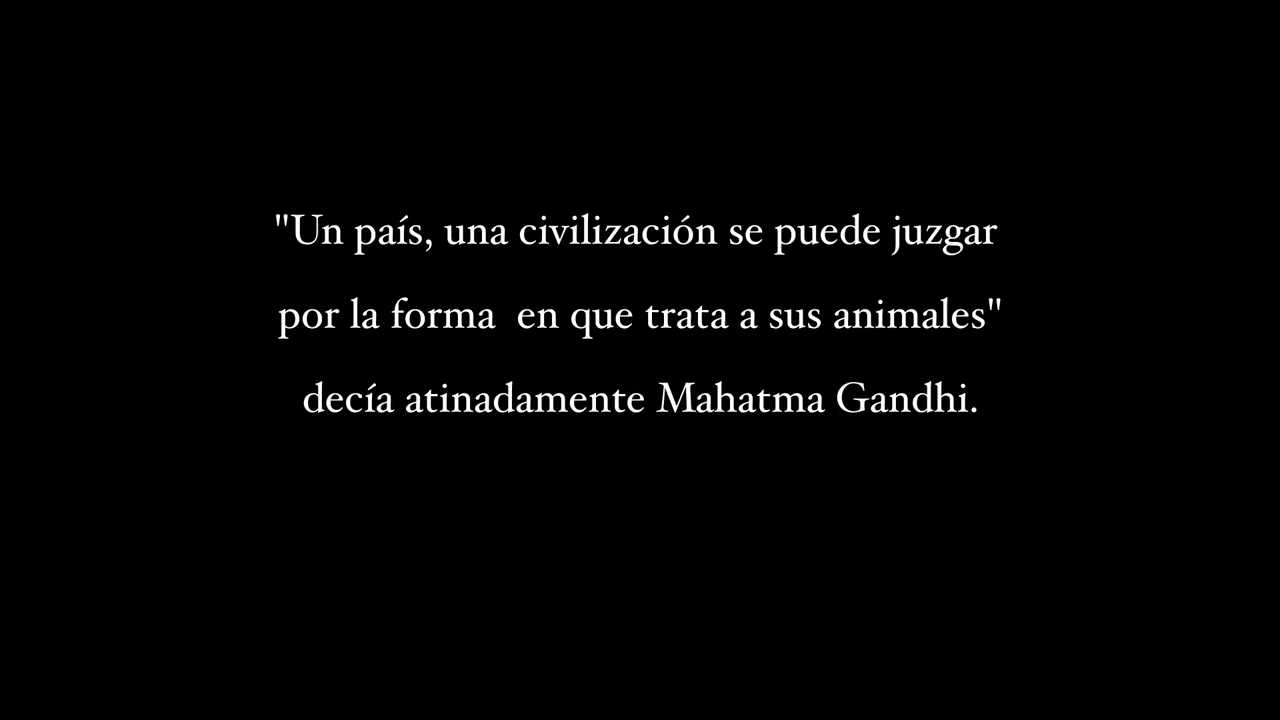 "Un país, una civilización se puede juzgar
por la forma  en que trata a sus animales"
decía atinadamente Mahatma Gandhi.